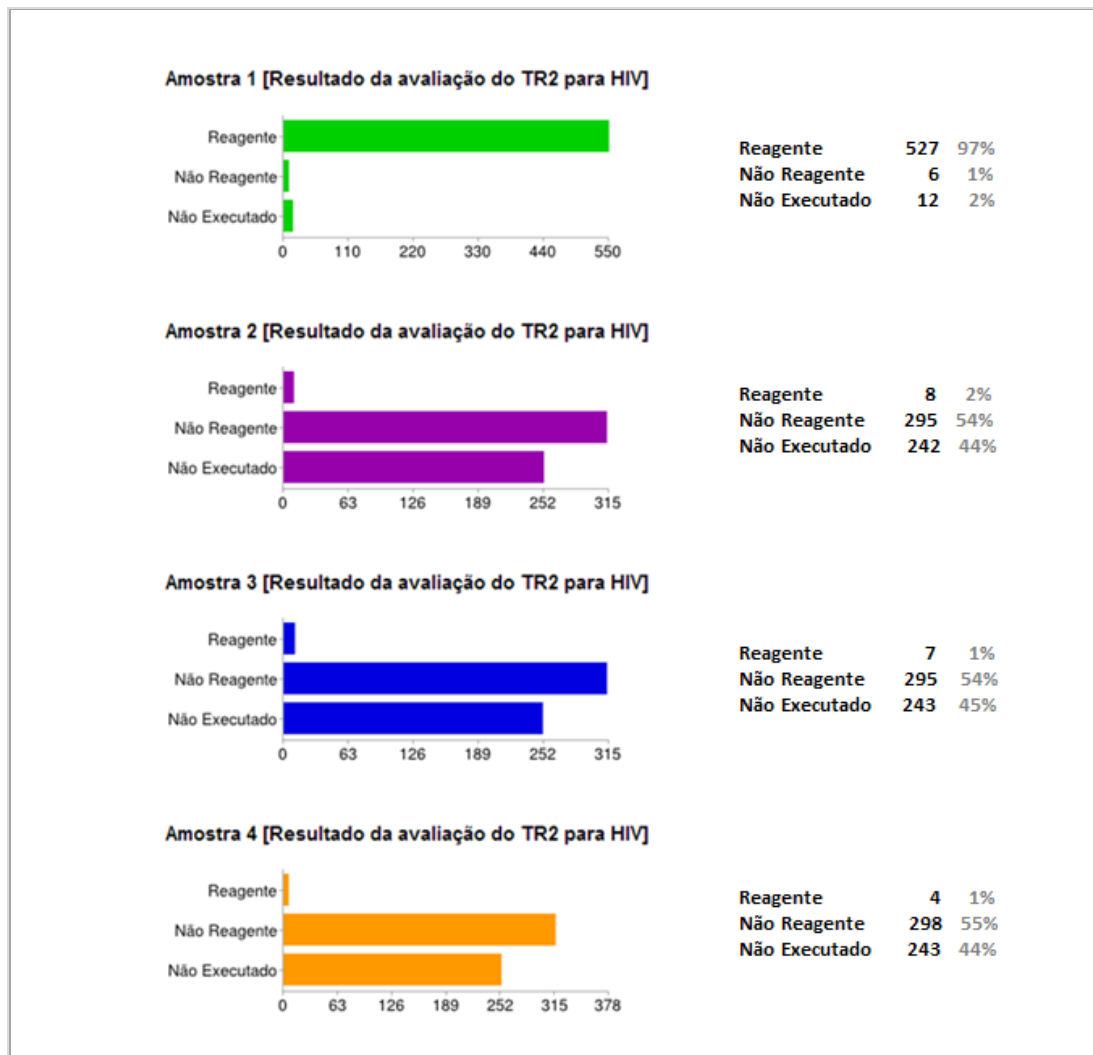 Amostra 1 [Resultado da avaliação do TR2 para HIV]
Reagente
Não Reagente
Não Executado
0 110 220 330 440 550
Reagente 527 97%
Não Reagente 6 1%
Não Executado 12 2%
Amostra 2 [Resultado da avaliação do TR2 para HIV]
Reagente
Não Reagente
Não Executado
0 63 126 189 252 315
Reagente 8 2%
Não Reagente 295 54%
Não Executado 242 44%
Amostra 3 [Resultado da avaliação do TR2 para HIV]
Reagente
Não Reagente
Não Executado
0 63 126 189 252 315
Reagente 7 1%
Não Reagente 295 54%
Não Executado 243 45%
Amostra 4 [Resultado da avaliação do TR2 para HIV]
Reagente
Não Reagente
Não Executado
0 63 126 189 252 315 378
Reagente 4 1%
Não Reagente 298 55%
Não Executado 243 44%